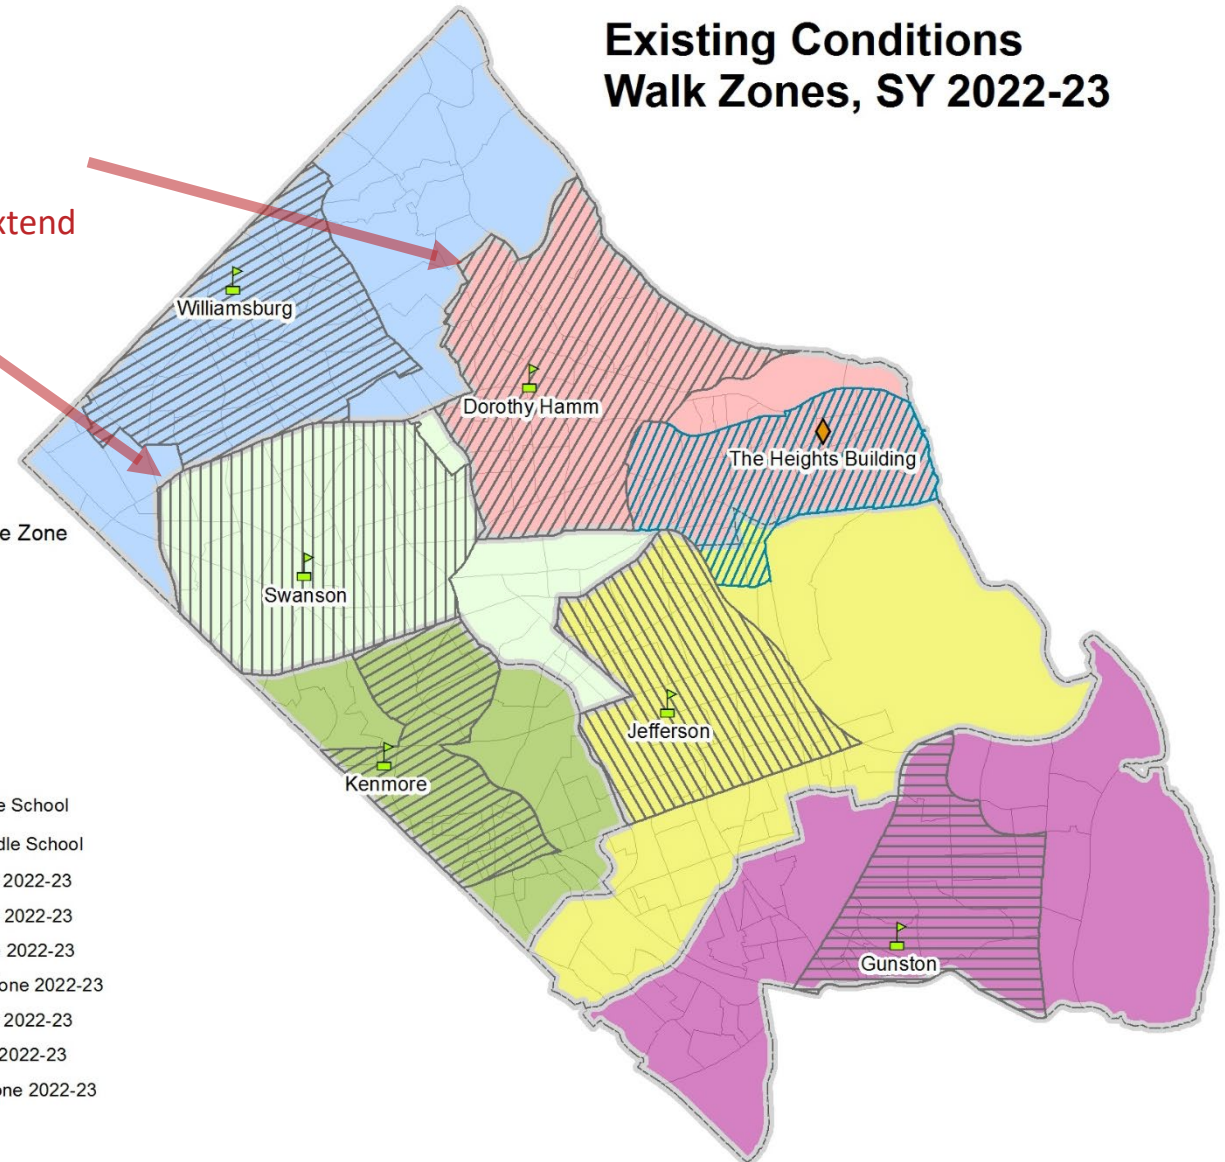 Existing Conditions
Walk Zones, SY 2022-23
xtend
Williamsburg
Dorothy Hamm
The Heights Building
e Zone
Swanson
Jefferson
Kenmore
e School
dle School
2022-23
2022-23
2022-23
one 2022-23
2022-23
2022-23
one 2022-23
Gunston